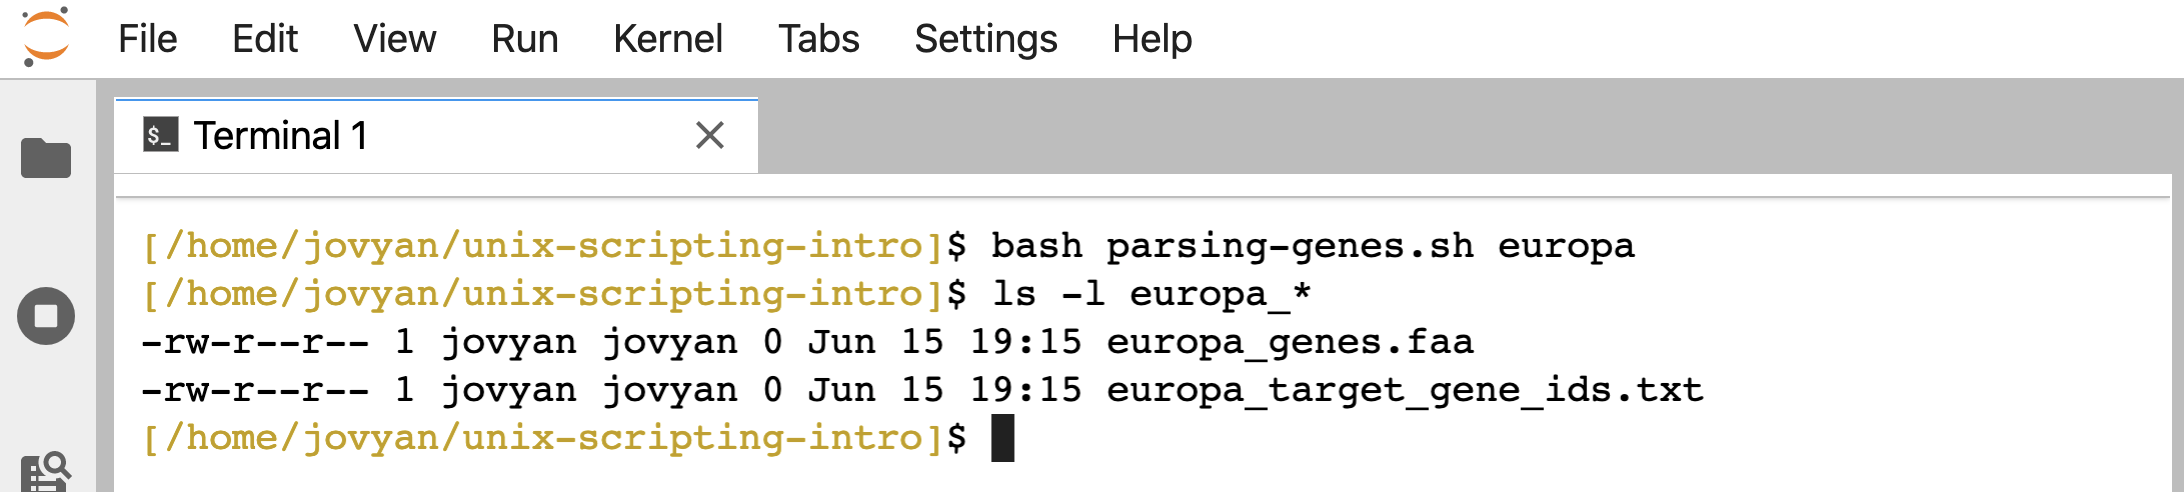 File Edit View Run Kernel Tabs Settings Help
$_ Terminal 1
[/home/jovyan/unix-scripting-intro]$ bash parsing-genes.sh europa
[/home/jovyan/unix-scripting-intro]$ ls -l europa_*
-rw-r--r-- 1 jovyan jovyan 0 Jun 15 19:15 europa_genes.faa
-rw-r--r-- 1 jovyan jovyan 0 Jun 15 19:15 europa_target_gene_ids.txt
[/home/jovyan/unix-scripting-intro]$